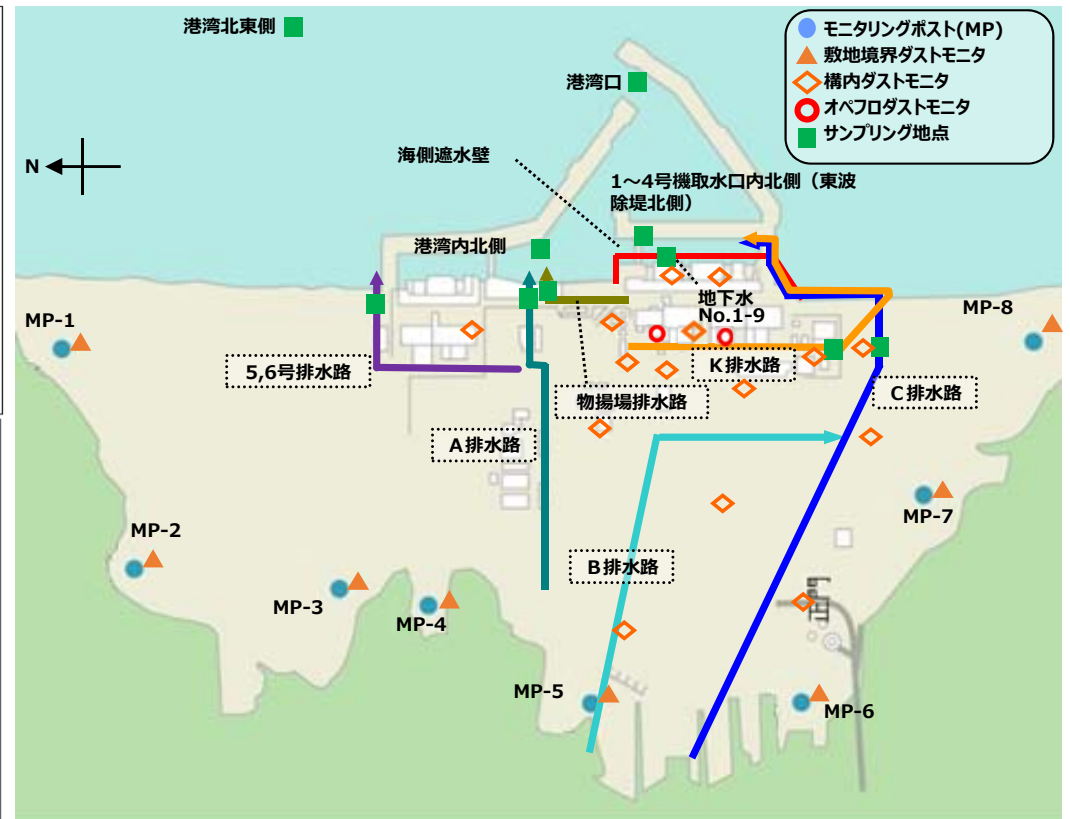 港湾北東側
モニタリングポスト(MP)
敷地境界ダストモニタ
構内ダストモニタ
オペフロダストモニタ
サンプリング地点
港湾口
N
海側遮水壁
1~4号機取水口内北側(東波
除堤北側)
港湾内北側
地下水
No.1-9
MP-1
MP-8
5,6号排水路
K排水路
物揚場排水路
C排水路
A排水路
MP-7
MP-2
B排水路
MP-3
MP-4
MP-5
MP-6